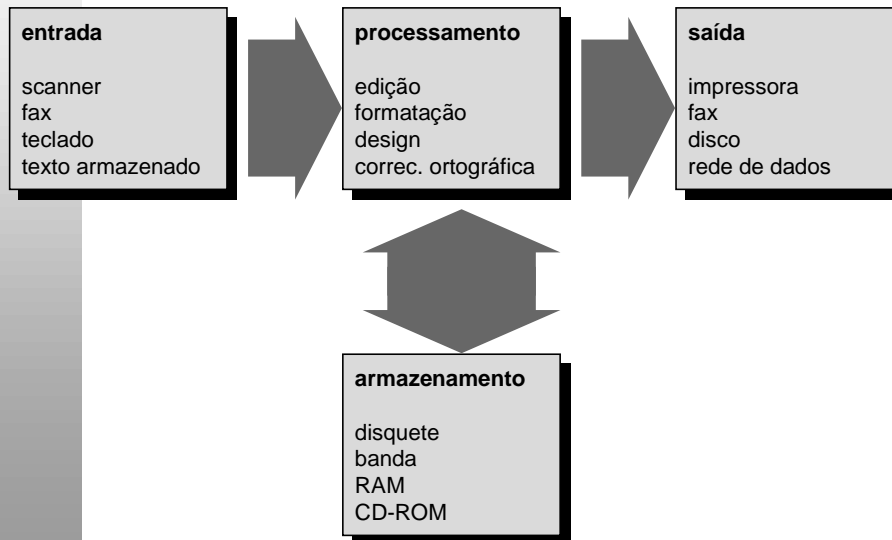 entrada
scanner
fax
teclado
texto armazenado
processamento
edição
formatação
design
correc. ortográfica
saída
impressora
fax
disco
rede de dados
armazenamento
disquete
banda
RAM
CD-ROM